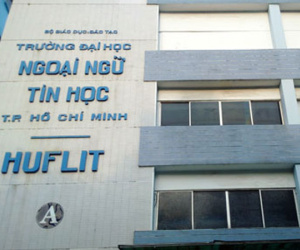 BỘ GIÁO DỤC-ĐÀO TẠO
TRƯỜNG ĐẠI HỌC
NGOẠI NGỮ
TIN HỌC
T.P HỒ CHÍ MINH
HUFLIT
A